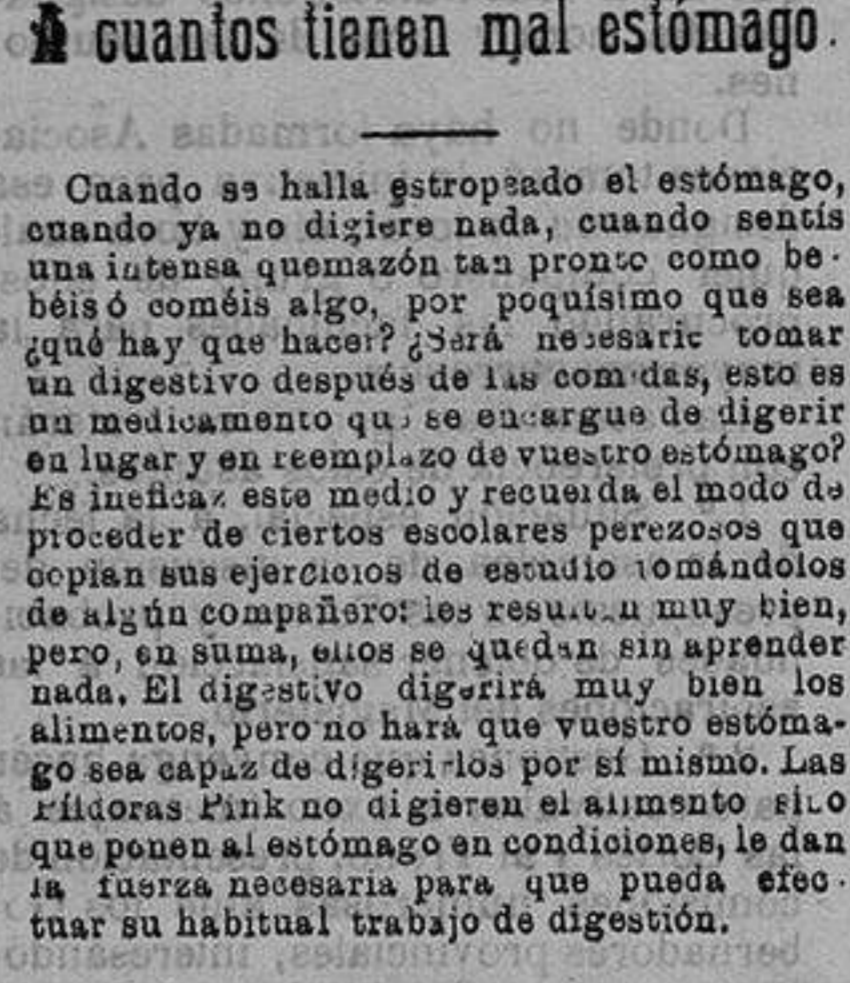 A cuantos tienen mal estómago.
Cuando se halla estropeado el estómago,
cuando ya no digiere nada, cuando sentís
una intensa quemazón tan pronto como be-
béis ó coméis algo, por poquísimo que sea
¿qué hay que hacer? ¿Será necesario tomar
un digestivo después de las comidas, esto es
un medicamento que se encargue de digerir
en lugar y en reemplazo de vuestro estómago?
Es ineficaz este medio y recuerda el modo de
proceder de ciertos escolares perezosos que
copian sus ejercicios de estudio tomándolos
de algún compañero: les resultan muy bien,
pero, en suma, ellos se quedan sin aprender
nada. El digestivo digerirá muy bien los
alimentos, pero no hará que vuestro estóma-
go sea capaz de digerirlos por sí mismo. Las
Píldoras Pink no digieren el alimento sino
que ponen al estómago en condiciones, le dan
la fuerza necesaria para que pueda efec-
tuar su habitual trabajo de digestión.